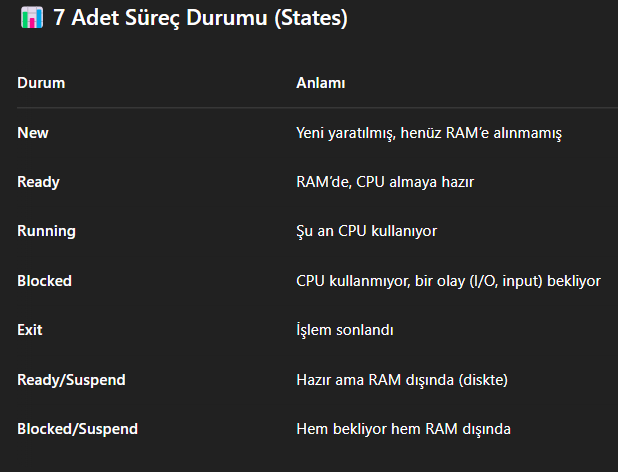 📊 7 Adet Süreç Durumu (States)
Durum Anlamı
New Yeni yaratılmış, henüz RAM’e alınmamış
Ready RAM’de, CPU almaya hazır
Running Şu an CPU kullanıyor
Blocked CPU kullanmıyor, bir olay (I/O, input) bekliyor
Exit İşlem sonlandı
Ready/Suspend Hazır ama RAM dışında (diskte)
Blocked/Suspend Hem bekliyor hem RAM dışında